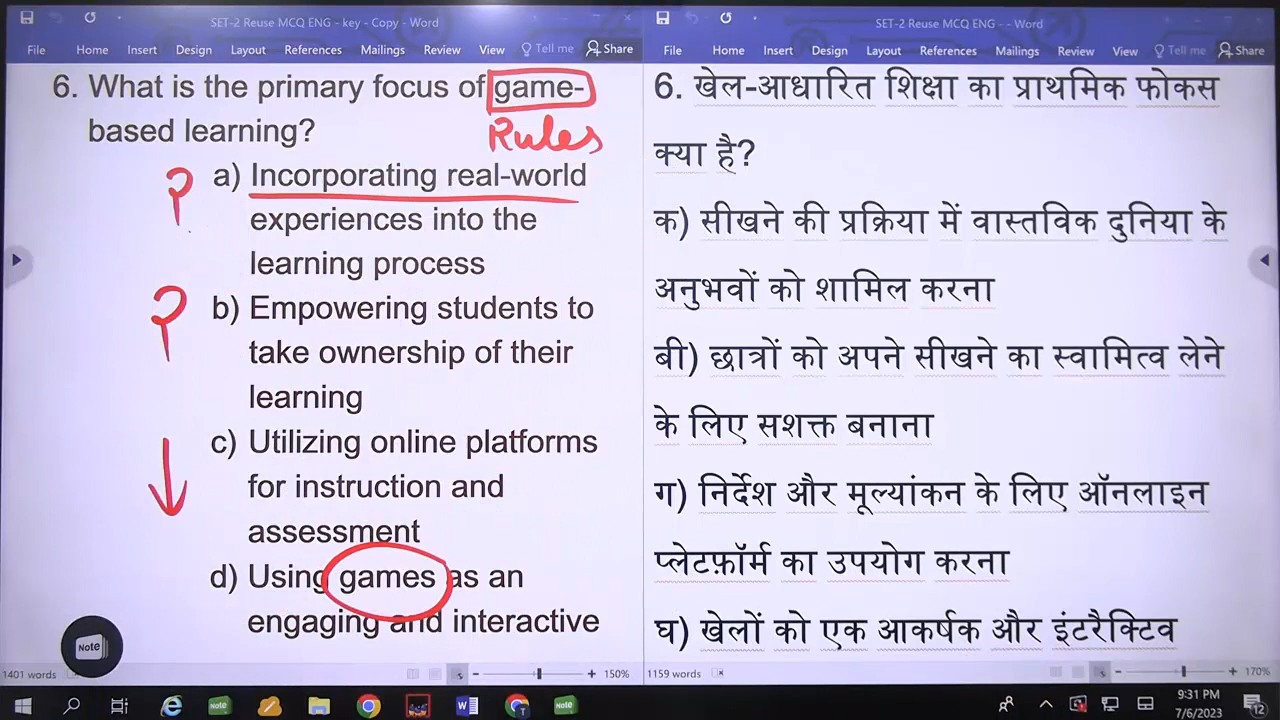 SET-2 Reuse MCQ ENG - key - Copy - Word
File Home Insert Design Layout References Mailings Review View Tell me Share
6. What is the primary focus of game-
based learning?
Rules
a) Incorporating real-world
experiences into the
learning process
b) Empowering students to
take ownership of their
learning
c) Utilizing online platforms
for instruction and
assessment
d) Using games as an
engaging and interactive
Note
1401 words
150%
SET-2 Reuse MCQ ENG - - Word
File Home Insert Design Layout References Mailings Review View Tell me Share
6. खेल-आधारित शिक्षा का प्राथमिक फोकस
क्या है?
क) सीखने की प्रक्रिया में वास्तविक दुनिया के
अनुभवों को शामिल करना
बी) छात्रों को अपने सीखने का स्वामित्व लेने
के लिए सशक्त बनाना
ग) निर्देश और मूल्यांकन के लिए ऑनलाइन
प्लेटफ़ॉर्म का उपयोग करना
घ) खेलों को एक आकर्षक और इंटरैक्टिव
1159 words
170%
Note
Note
9:31 PM
7/6/2023
12